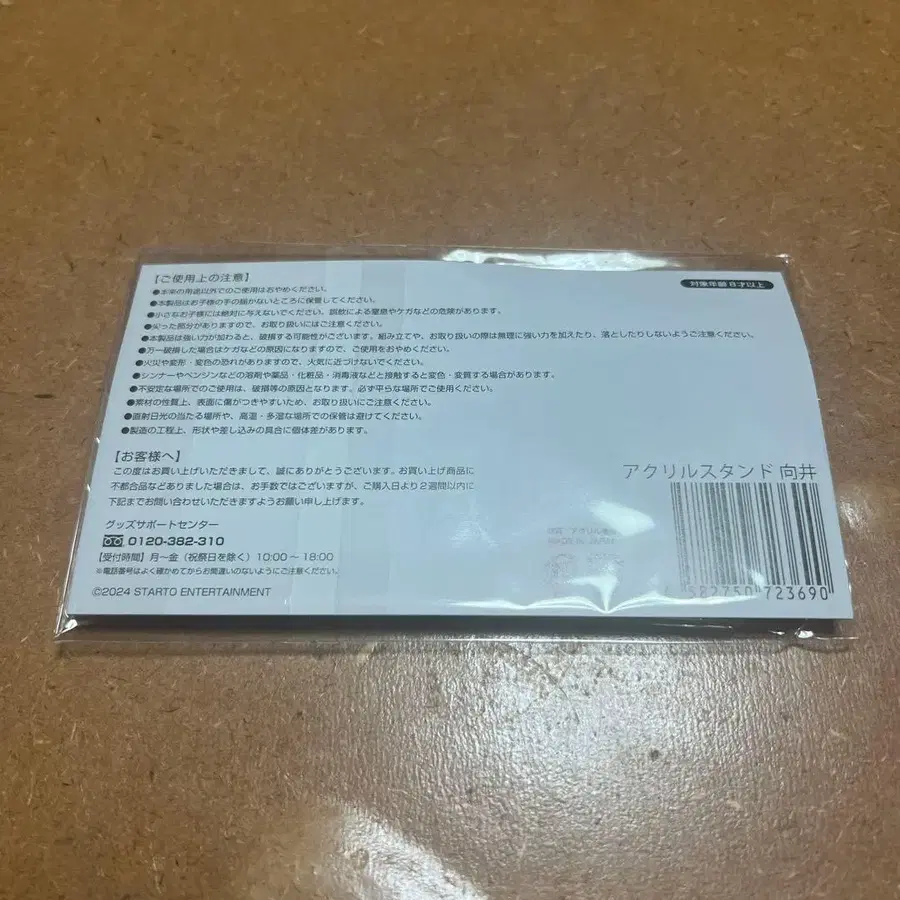 【ご使用上の注意】
対象年齢 8才以上
●本来の用途以外でのご使用はおやめください。
●本製品はお子様の手の届かないところに保管してください。
●小さなお子様には絶対に与えないでください。誤飲による窒息やケガなどの危険があります。
●尖った部分がありますので、お取り扱いにはご注意ください。
●本製品は強い力が加わると、破損する可能性がございます。組み立てや、お取り扱いの際は無理に強い力を加えたり、落としたりしないようご注意ください。
●万一破損した場合はケガなどの原因になりますので、ご使用をおやめください。
●火災や変形・変色の恐れがありますので、火気に近づけないでください。
●シンナーやベンジンなどの溶剤や薬品・化粧品・消毒液などと接触すると変色・変質する場合があります。
●不安定な場所でのご使用は、破損等の原因となります。必ず平らな場所でご使用ください。
●素材の性質上、表面に傷がつきやすいため、お取り扱いにご注意ください。
●直射日光の当たる場所や、高温・多湿な場所での保管は避けてください。
●製造の工程上、形状や差し込みの具合に個体差があります。
【お客様へ】
この度はお買い上げいただきまして、誠にありがとうございます。お買い上げ商品に
不都合品などありました場合は、お手数ではございますが、ご購入日より2週間以内に
下記までお問い合わせいただきますようお願い申し上げます。
グッズサポートセンター
0120-382-310
【受付時間】月～金（祝祭日を除く）10:00～18:00
※電話番号はよく確かめてからお間違いのないようにご注意ください。
©2024 STARTO ENTERTAINMENT
アクリルスタンド 向井
MADE IN JAPAN
582750 723690